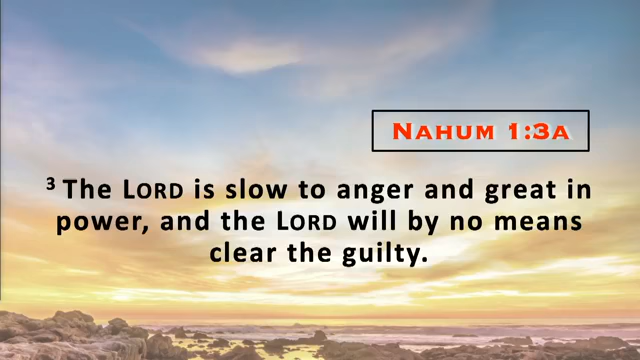 Nahum 1:3a
3 The LORD is slow to anger and great in
power, and the LORD will by no means
clear the guilty.